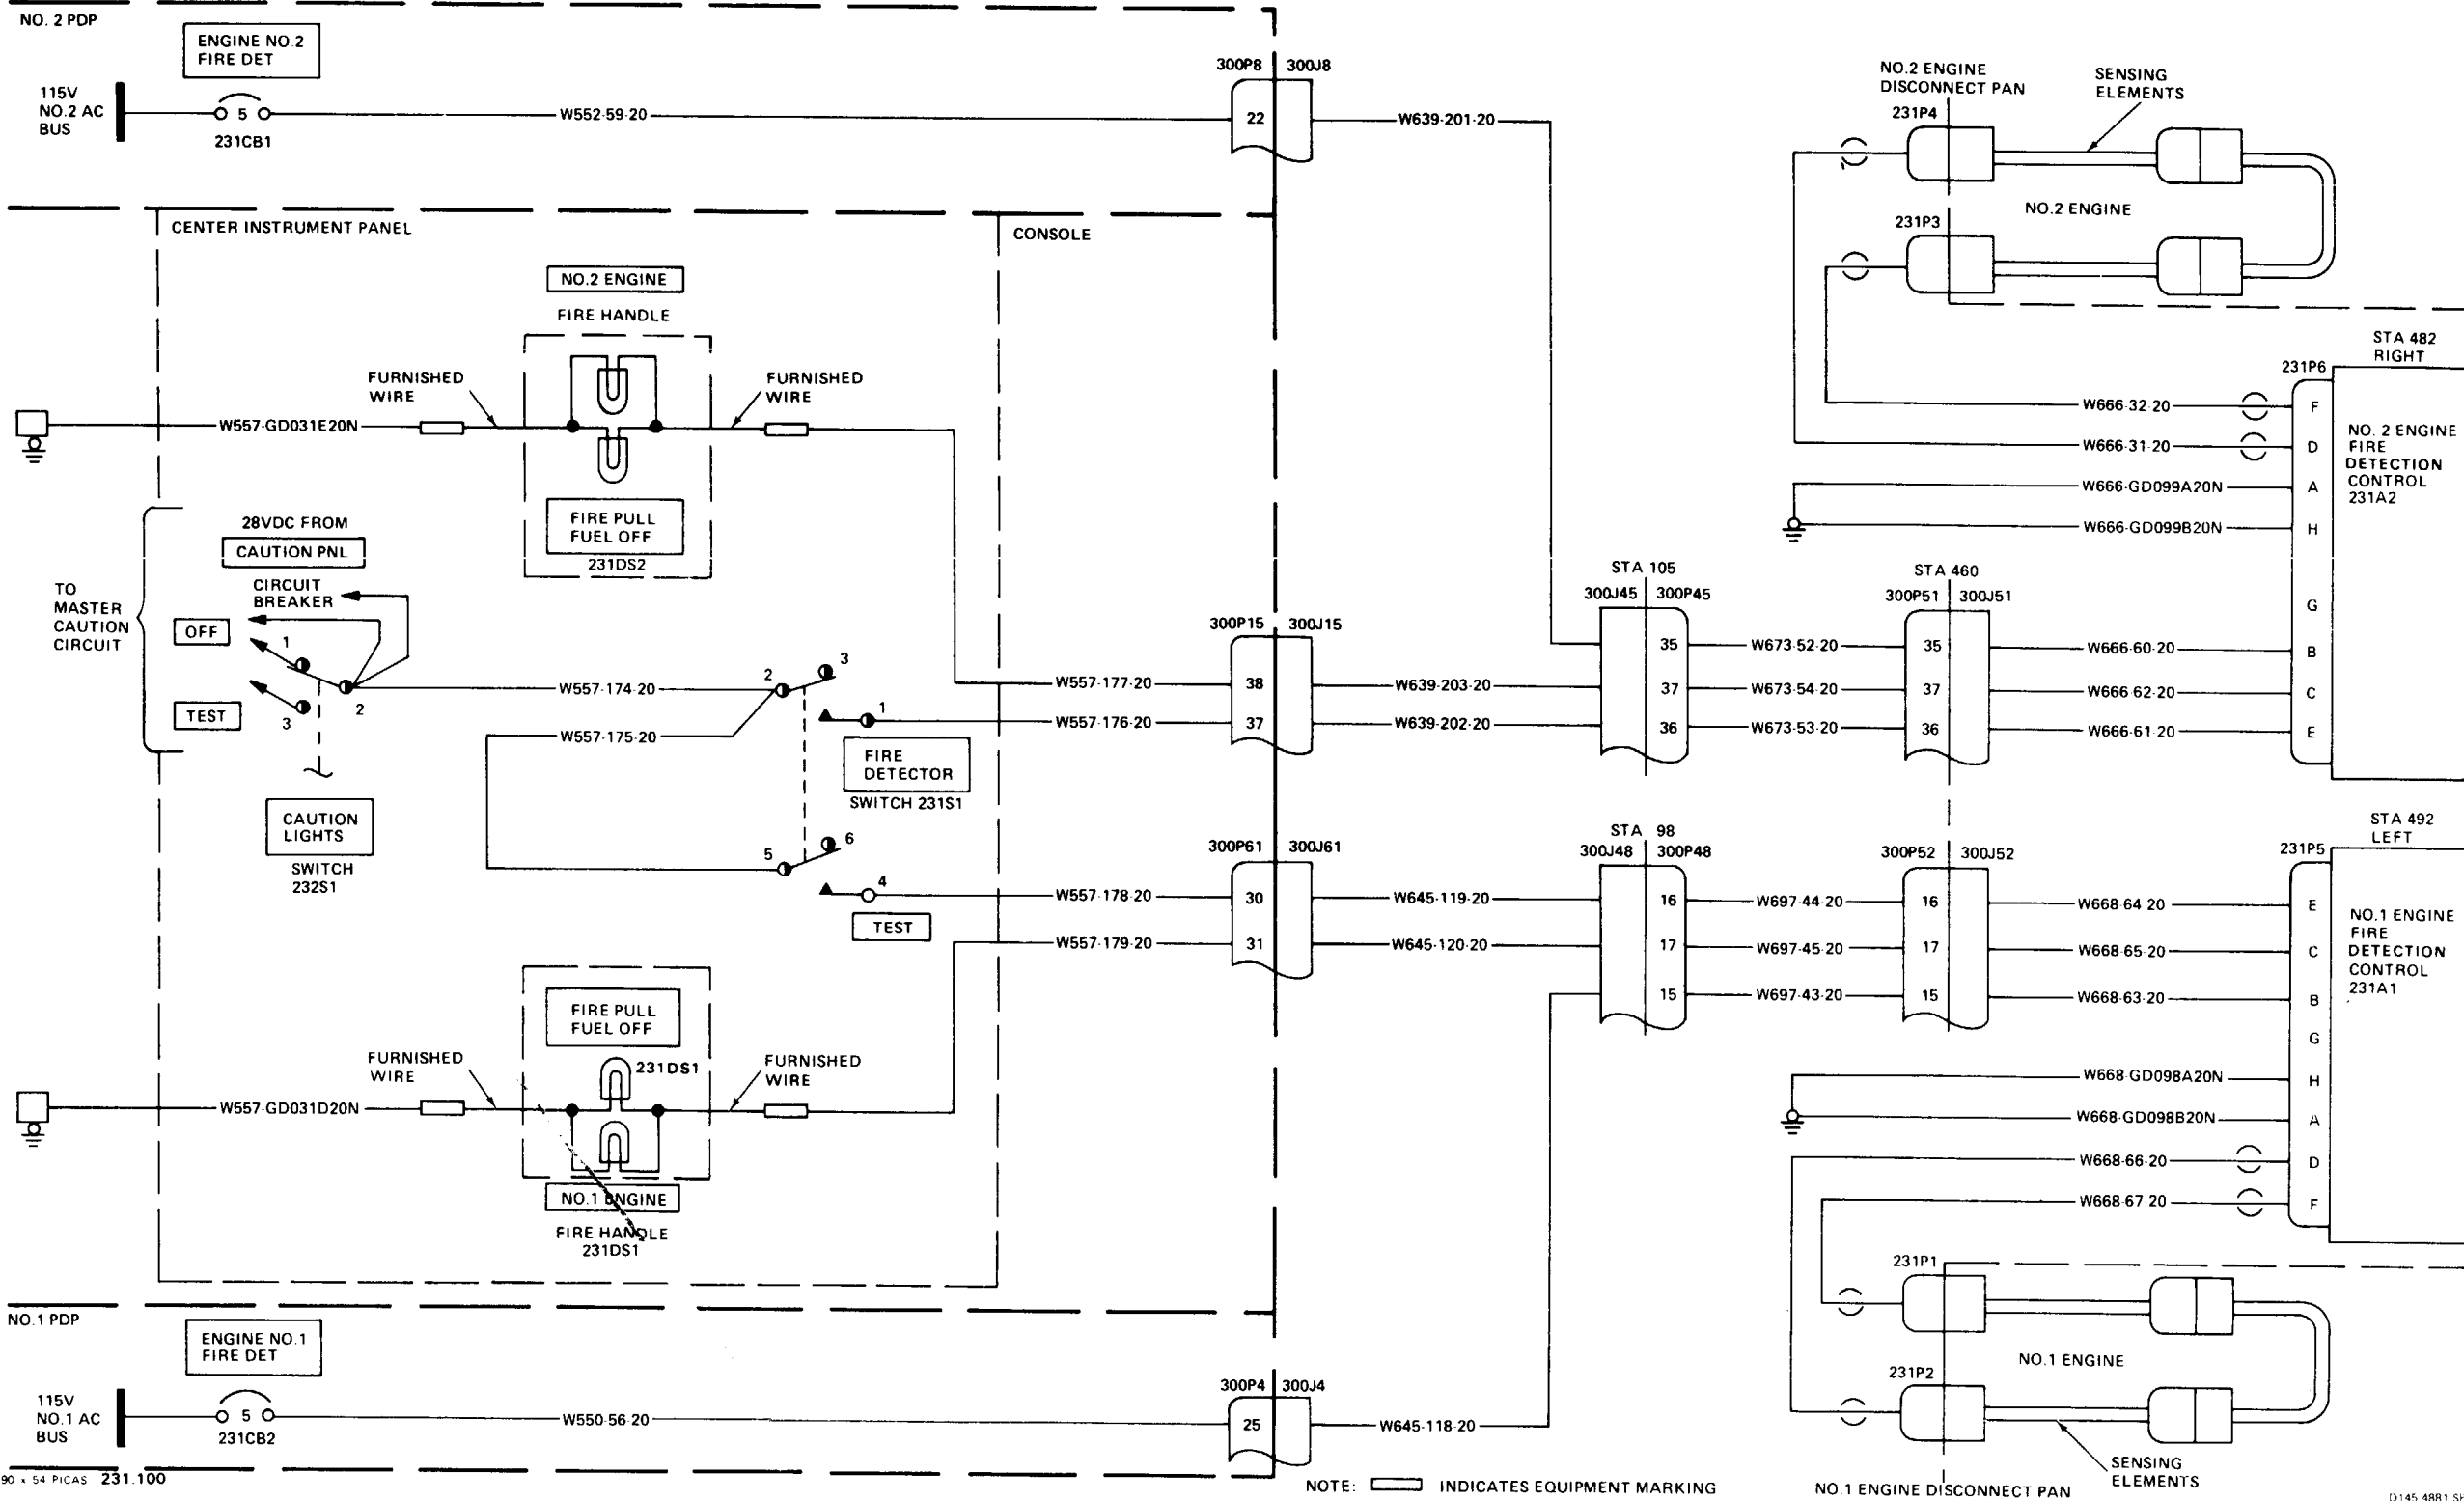 NO. 2 PDP
ENGINE NO.2
FIRE DET
115V
NO.2 AC
BUS
5
231CB1
W552-59-20
300P8
300J8
22
W639-201-20
NO.2 ENGINE
DISCONNECT PAN
SENSING
ELEMENTS
231P4
231P3
NO.2 ENGINE
CENTER INSTRUMENT PANEL
CONSOLE
NO.2 ENGINE
FIRE HANDLE
FURNISHED
WIRE
FURNISHED
WIRE
W557-GD031E20N
FIRE PULL
FUEL OFF
231DS2
28VDC FROM
CAUTION PNL
CIRCUIT
BREAKER
TO
MASTER
CAUTION
CIRCUIT
OFF
1
TEST
3
2
CAUTION
LIGHTS
SWITCH
232S1
W557-174-20
W557-175-20
2
3
1
FIRE
DETECTOR
SWITCH 231S1
5
6
4
TEST
W557-177-20
W557-176-20
W557-178-20
W557-179-20
300P15
300J15
38
37
W639-203-20
W639-202-20
300P61
300J61
30
31
W645-119-20
W645-120-20
STA 105
300J45
300P45
35
37
36
W673-52-20
W673-54-20
W673-53-20
STA 460
300P51
300J51
35
37
36
W666-60-20
W666-62-20
W666-61-20
STA 482
RIGHT
231P6
W666-32-20
F
W666-31-20
D
W666-GD099A20N
A
W666-GD099B20N
H
G
B
C
E
NO. 2 ENGINE
FIRE
DETECTION
CONTROL
231A2
STA 98
300J48
300P48
16
17
15
W697-44-20
W697-45-20
W697-43-20
300P52
300J52
16
17
15
W668-64 20
W668-65-20
W668-63-20
STA 492
LEFT
231P5
E
C
B
G
W668-GD098A20N
H
W668-GD098B20N
A
W668-66-20
D
W668-67-20
F
NO.1 ENGINE
FIRE
DETECTION
CONTROL
231A1
FIRE PULL
FUEL OFF
231DS1
FURNISHED
WIRE
FURNISHED
WIRE
W557-GD031D20N
NO.1 ENGINE
FIRE HANDLE
231DS1
231P1
231P2
NO.1 ENGINE
SENSING
ELEMENTS
NO.1 ENGINE DISCONNECT PAN
NO.1 PDP
ENGINE NO.1
FIRE DET
115V
NO.1 AC
BUS
5
231CB2
W550-56-20
300P4
300J4
25
W645-118-20
90 x 54 PICAS 231.100
NOTE: INDICATES EQUIPMENT MARKING